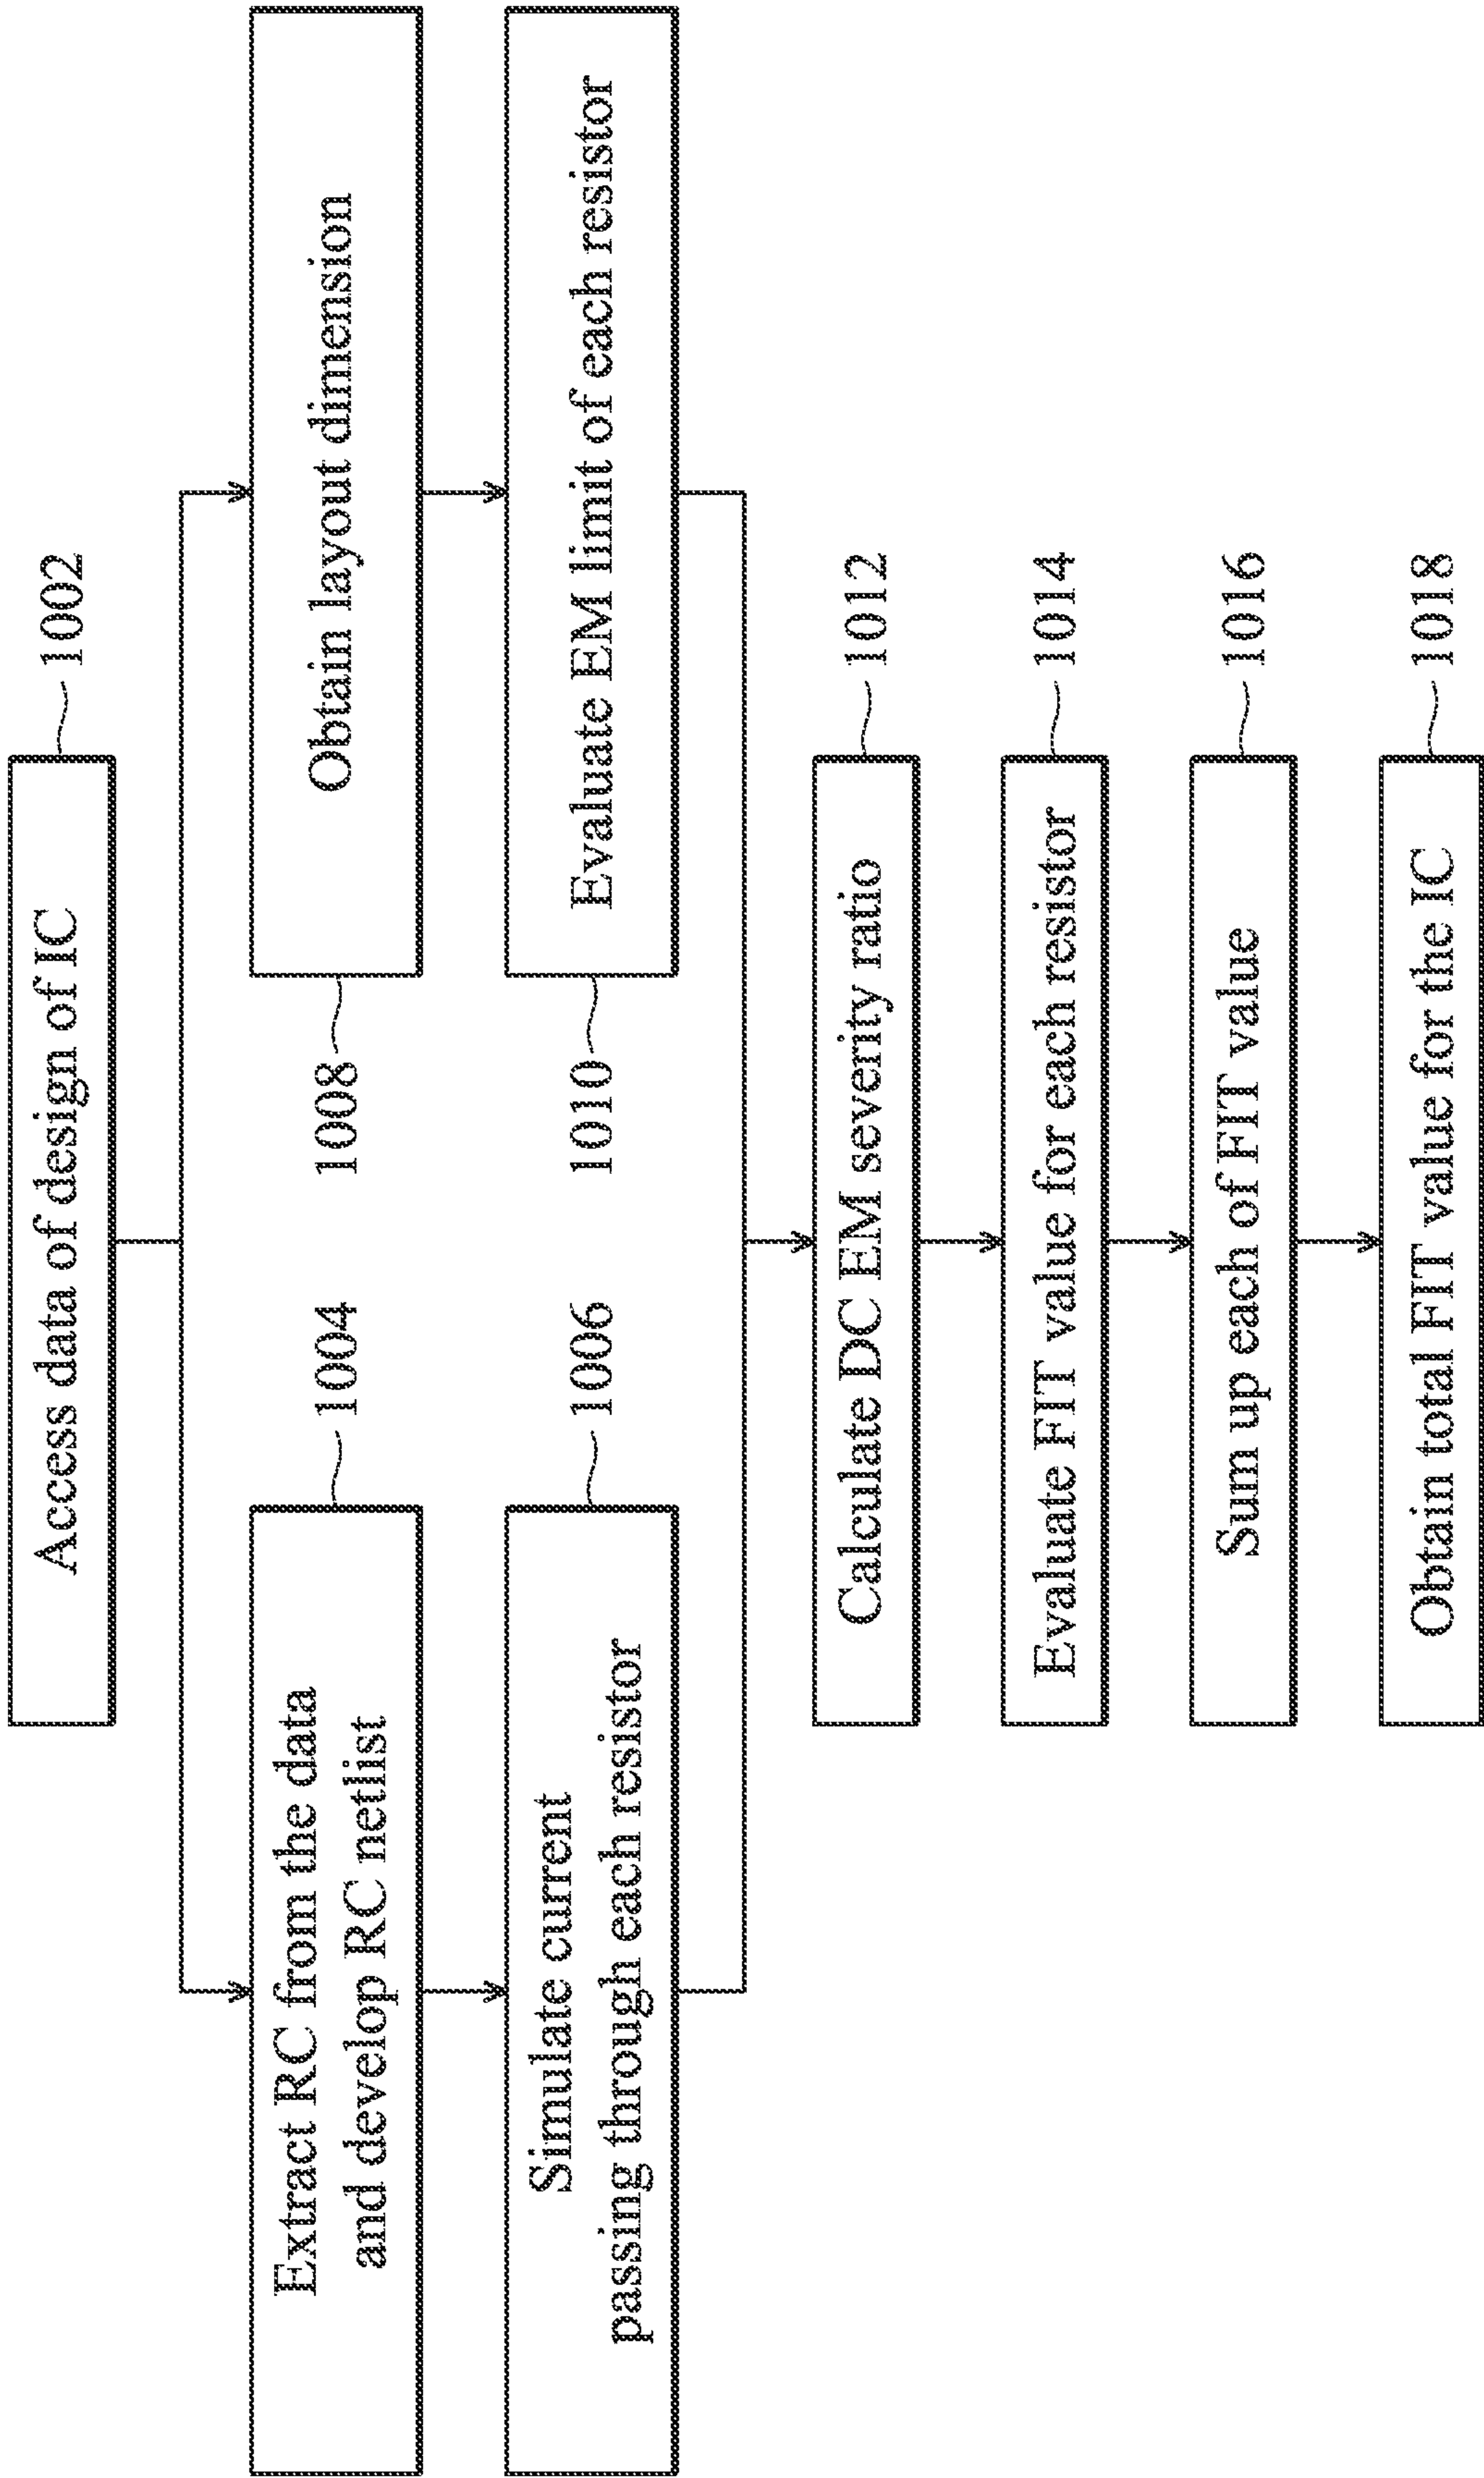 Access data of design of IC
1002
Extract RC from the data
and develop RC netlist
1004
1008
Obtain layout dimension
Simulate current
passing through each resistor
1006
1010
Evaluate EM limit of each resistor
Calculate DC EM severity ratio
1012
Evaluate FIT value for each resistor
1014
Sum up each of FIT value
1016
Obtain total FIT value for the IC
1018